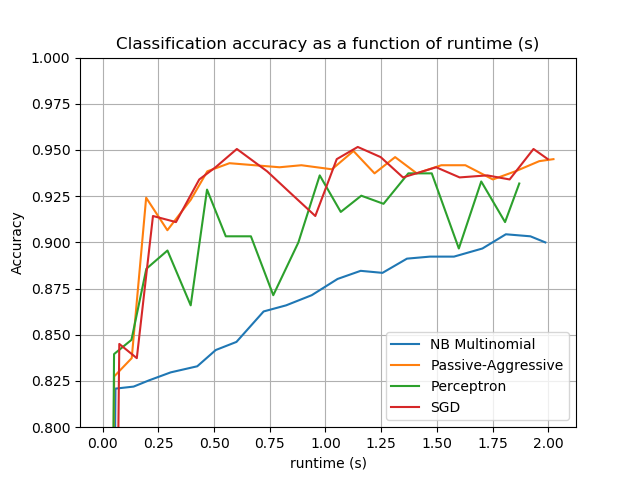 Classification accuracy as a function of runtime (s)
1.000
0.975
0.950
0.925
0.900
0.875
0.850
0.825
0.800
Accuracy
NB Multinomial
Passive-Aggressive
Perceptron
SGD
0.00 0.25 0.50 0.75 1.00 1.25 1.50 1.75 2.00
runtime (s)